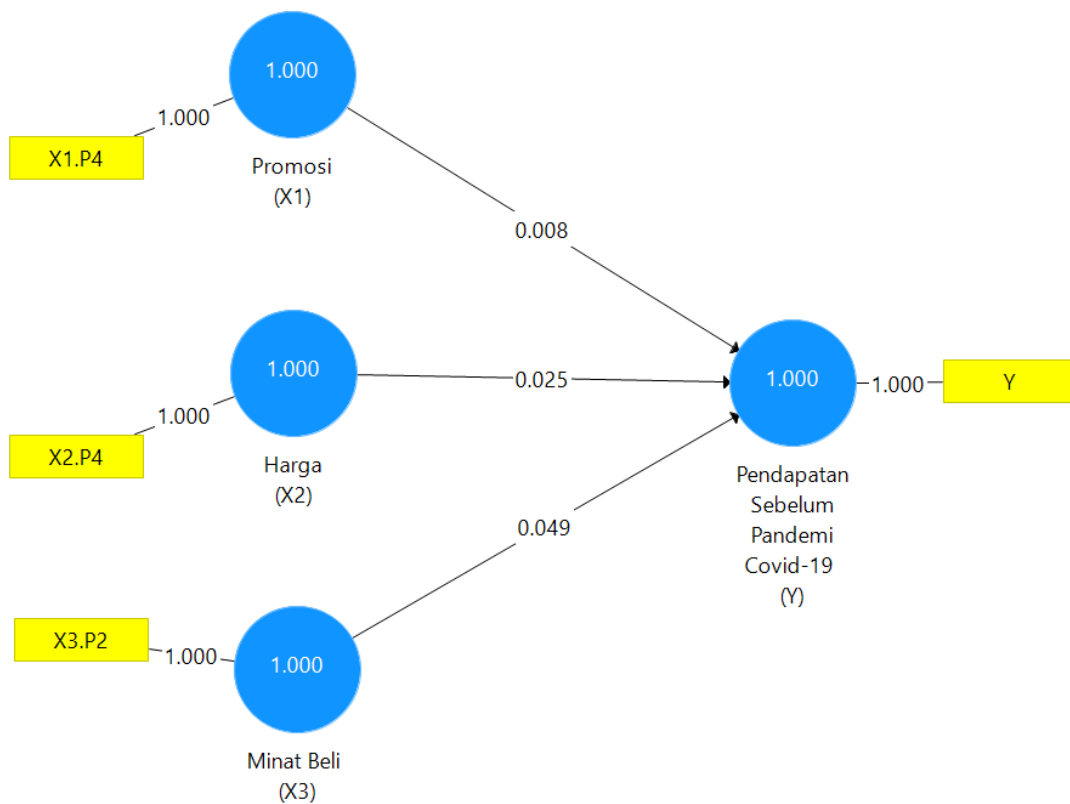 1.000
1.000
X1.P4
Promosi
(X1)
0.008
1.000
1.000
X2.P4
Harga
(X2)
0.025
1.000
X3.P2
1.000
Minat Beli
(X3)
0.049
1.000
1.000
Y
Pendapatan
Sebelum
Pandemi
Covid-19
(Y)